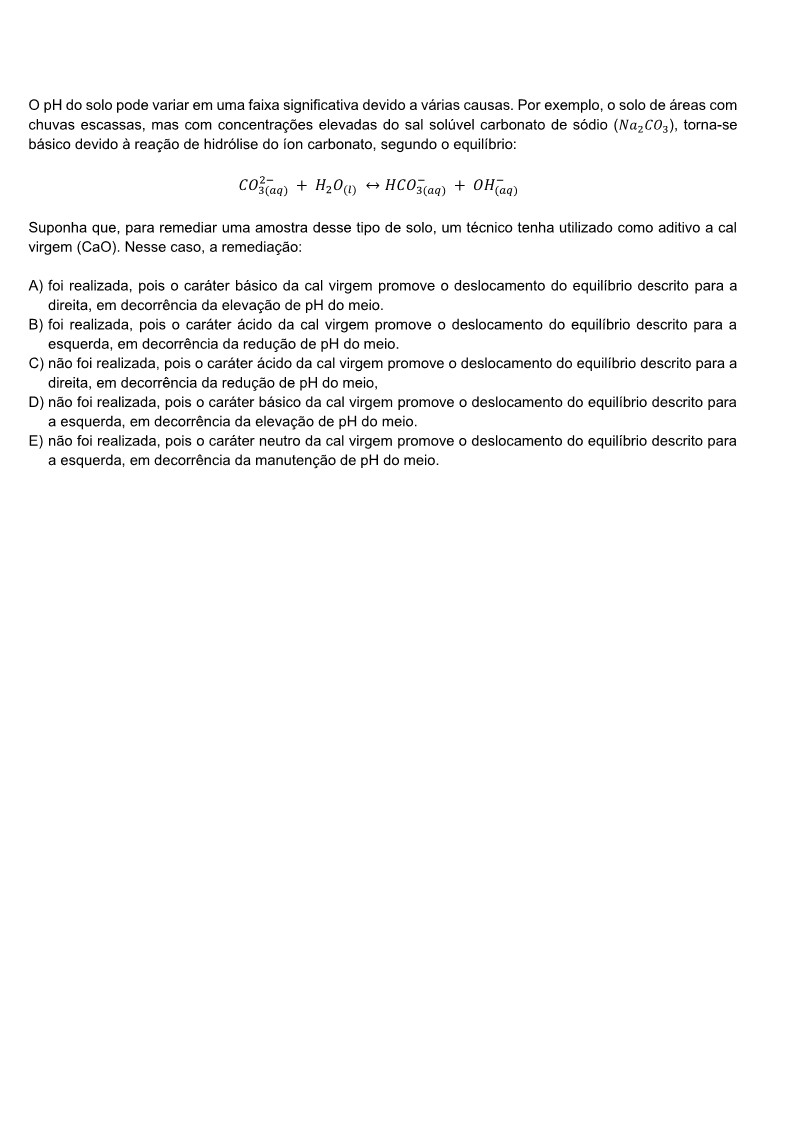 O pH do solo pode variar em uma faixa significativa devido a várias causas. Por exemplo, o solo de áreas com
chuvas escassas, mas com concentrações elevadas do sal solúvel carbonato de sódio (Na₂CO₃), torna-se
básico devido à reação de hidrólise do íon carbonato, segundo o equilíbrio:
CO₃²⁻(aq) + H₂O(l) ↔ HCO₃⁻(aq) + OH⁻(aq)
Suponha que, para remediar uma amostra desse tipo de solo, um técnico tenha utilizado como aditivo a cal
virgem (CaO). Nesse caso, a remediação:
A) foi realizada, pois o caráter básico da cal virgem promove o deslocamento do equilíbrio descrito para a
direita, em decorrência da elevação de pH do meio.
B) foi realizada, pois o caráter ácido da cal virgem promove o deslocamento do equilíbrio descrito para a
esquerda, em decorrência da redução de pH do meio.
C) não foi realizada, pois o caráter ácido da cal virgem promove o deslocamento do equilíbrio descrito para a
direita, em decorrência da redução de pH do meio,
D) não foi realizada, pois o caráter básico da cal virgem promove o deslocamento do equilíbrio descrito para
a esquerda, em decorrência da elevação de pH do meio.
E) não foi realizada, pois o caráter neutro da cal virgem promove o deslocamento do equilíbrio descrito para
a esquerda, em decorrência da manutenção de pH do meio.